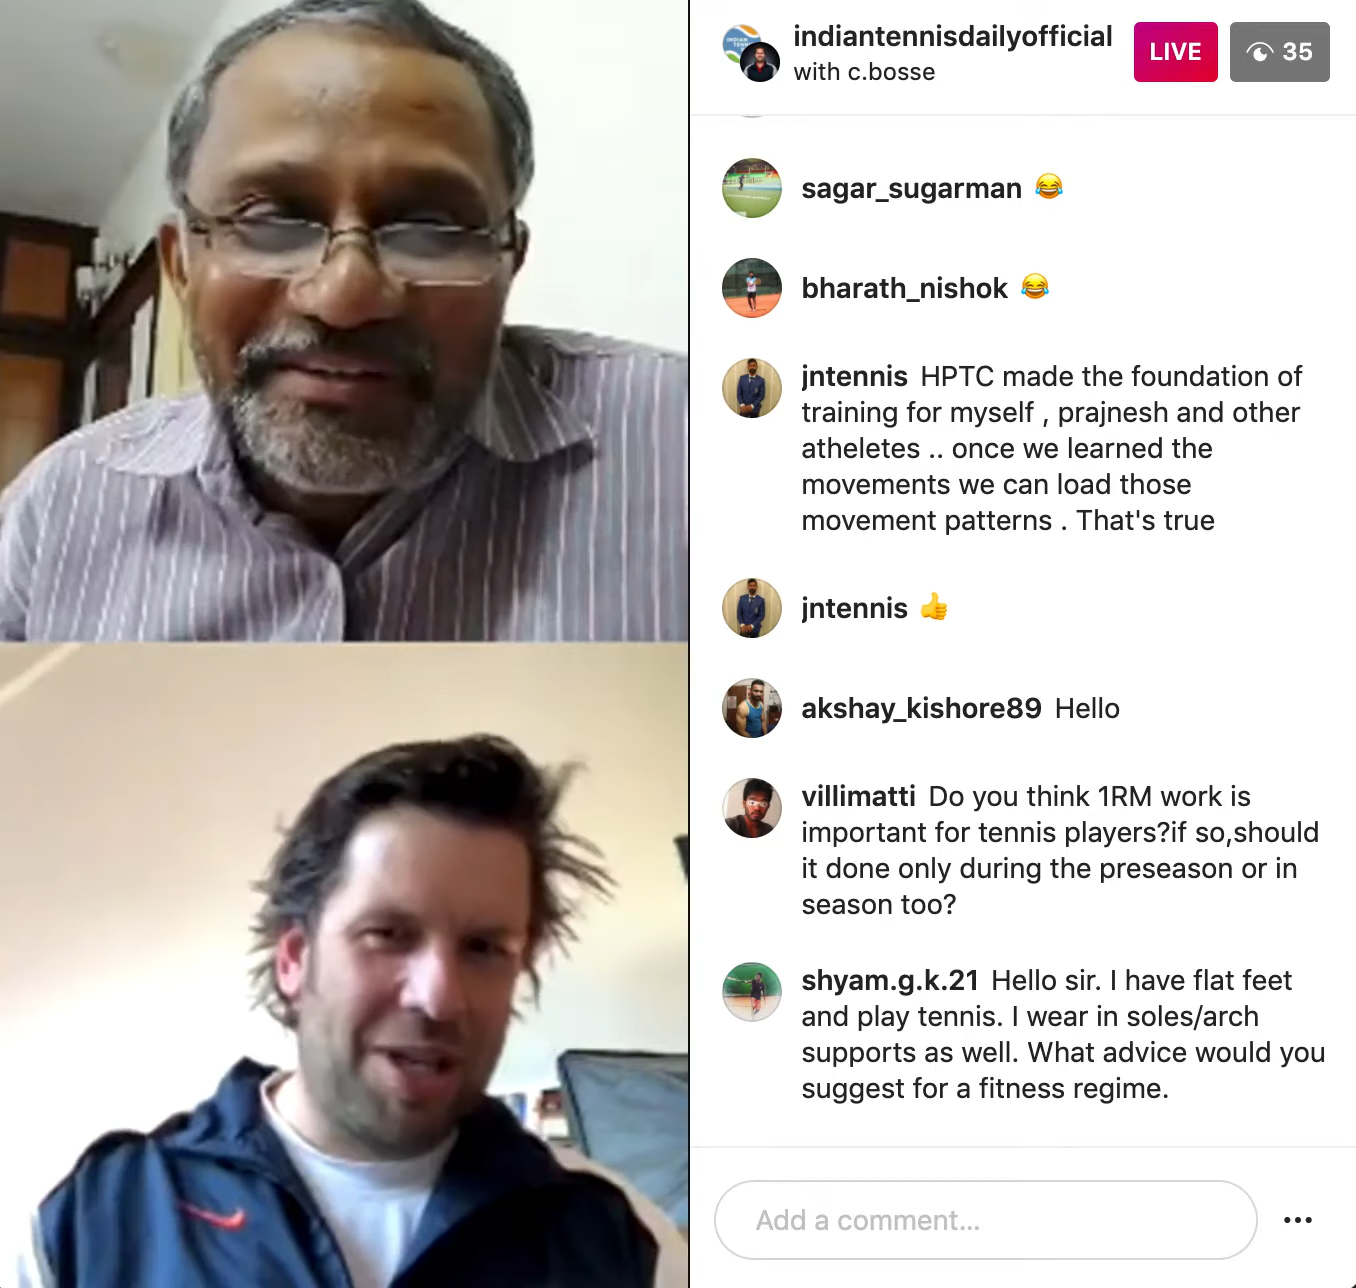 indiantennisdailyofficial
with c.bosse
LIVE
35
sagar_sugarman 😂
bharath_nishok 😂
jntennis HPTC made the foundation of
training for myself , prajnesh and other
atheletes .. once we learned the
movements we can load those
movement patterns . That's true
jntennis 👍
akshay_kishore89 Hello
villimatti Do you think 1RM work is
important for tennis players?if so,should
it done only during the preseason or in
season too?
shyam.g.k.21 Hello sir. I have flat feet
and play tennis. I wear in soles/arch
supports as well. What advice would you
suggest for a fitness regime.
Add a comment...